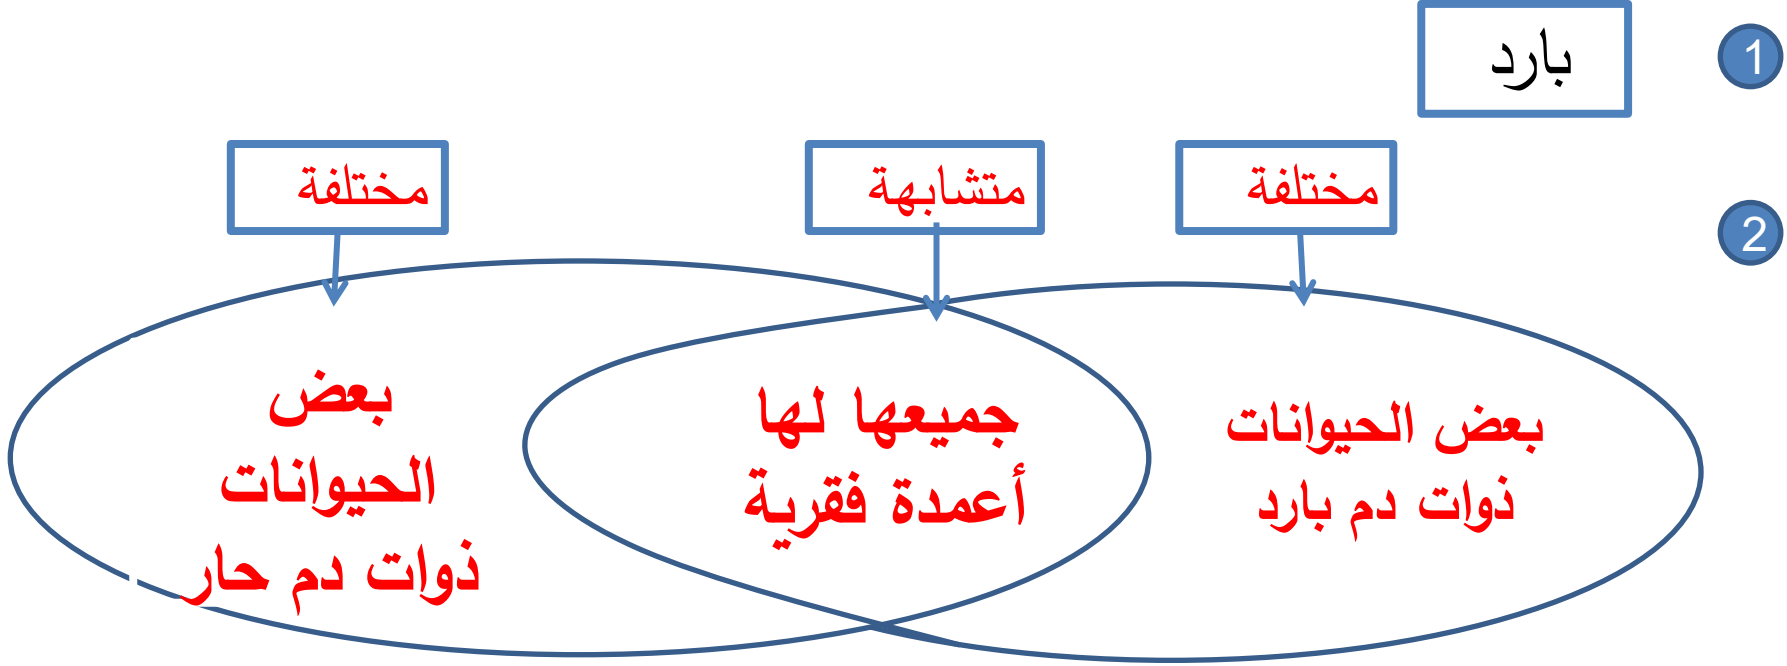 1
بارد
2
مختلفة
متشابهة
مختلفة
بعض الحيوانات
ذوات دم بارد
جميعها لها
أعمدة فقرية
بعض
الحيوانات
ذوات دم حار